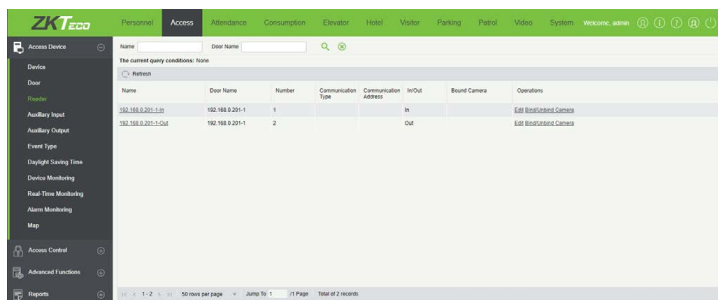 ZKTECO
Personnel Access Attendance Consumption Elevator Hotel Visitor Parking Patrol Video System Welcome, admin
Access Device
Device
Door
Reader
Auxiliary Input
Auxiliary Output
Event Type
Daylight Saving Time
Device Monitoring
Real-Time Monitoring
Alarm Monitoring
Map
Access Control
Advanced Functions
Reports
Name Door Name
The current query conditions: None
Refresh
Name Door Name Number Communication Type Communication Address In/Out Bound Camera Operations
192.168.0.201-1-In 192.168.0.201-1 1 In Edit Bind/Unbind Camera
192.168.0.201-1-Out 192.168.0.201-1 2 Out Edit Bind/Unbind Camera
1-2 50 rows per page Jump To 1 /1 Page Total of 2 records